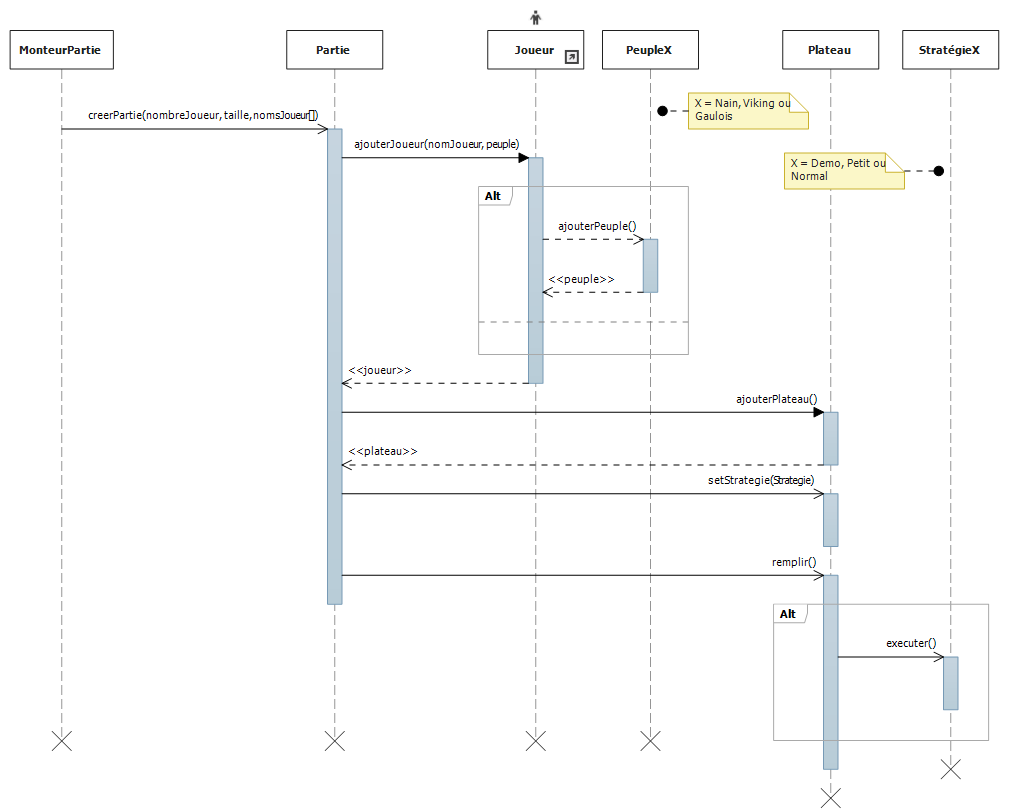 MonteurPartie
Partie
Joueur
PeupleX
Plateau
StratégieX
X = Nain, Viking ou
Gaulois
creerPartie(nombreJoueur, taille,nomsJoueur[])
ajouterJoueur(nomJoueur, peuple)
X = Demo, Petit ou
Normal
Alt
ajouterPeuple()
<<peuple>>
<<joueur>>
ajouterPlateau()
<<plateau>>
setStrategie(Strategie)
remplir()
Alt
executer()